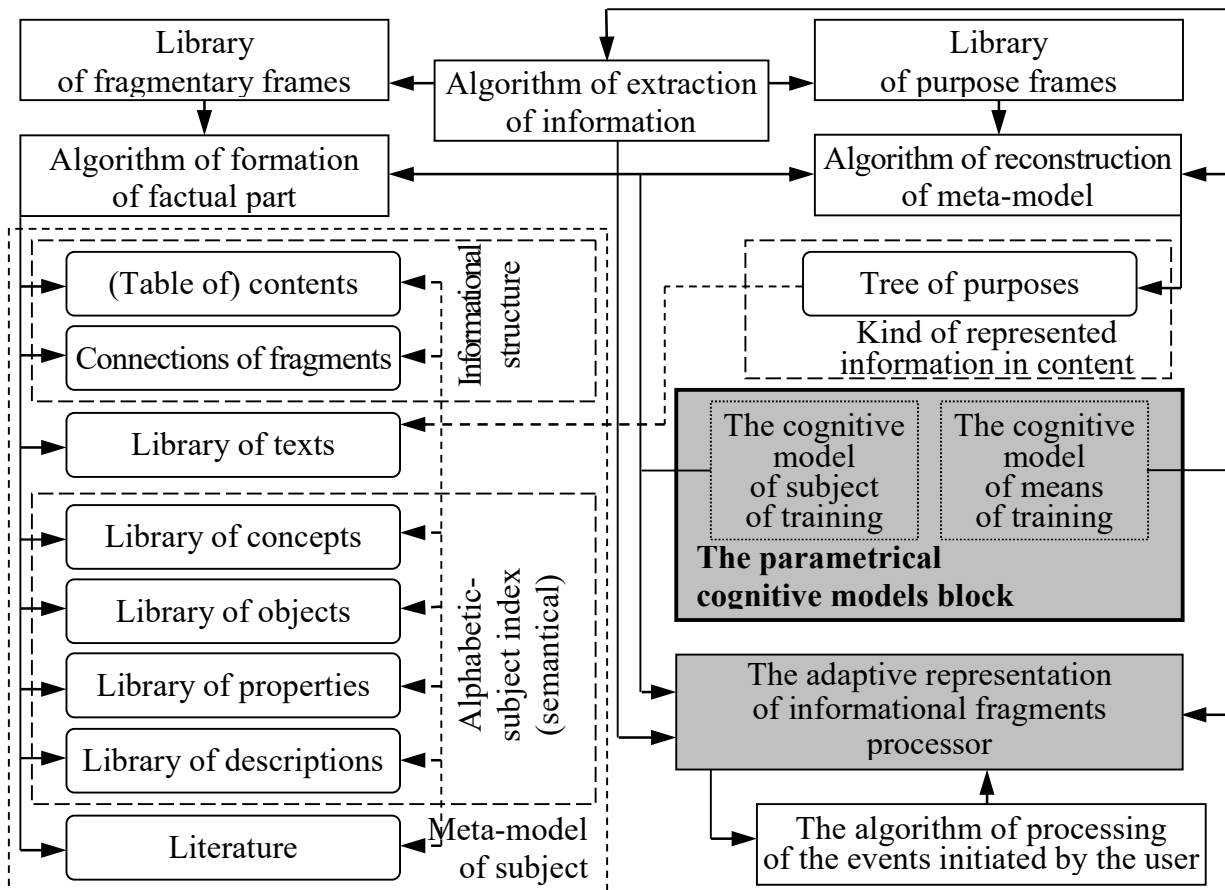 Library
of fragmentary frames
Algorithm of extraction
of information
Library
of purpose frames
Algorithm of formation
of factual part
Algorithm of reconstruction
of meta-model
(Table of) contents
Connections of fragments
Informational
structure
Tree of purposes
Kind of represented
information in content
Library of texts
The cognitive
model
of subject
of training
The cognitive
model
of means
of training
The parametrical
cognitive models block
Library of concepts
Library of objects
Library of properties
Library of descriptions
Alphabetic-
subject index
(semantical)
The adaptive representation
of informational fragments
processor
Literature
Meta-model
of subject
The algorithm of processing
of the events initiated by the user